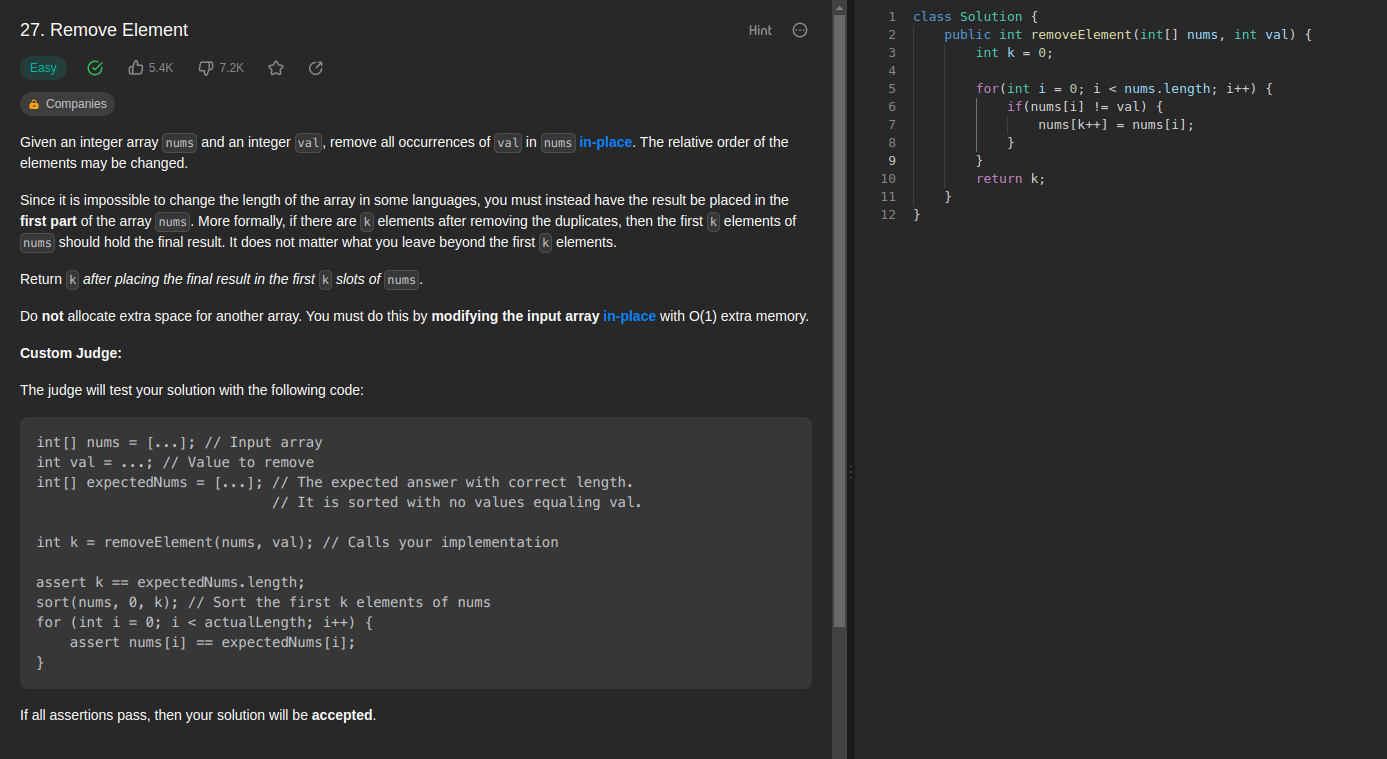 27. Remove Element
Hint
Easy
5.4K
7.2K
Companies
Given an integer array nums and an integer val, remove all occurrences of val in nums in-place. The relative order of the
elements may be changed.
Since it is impossible to change the length of the array in some languages, you must instead have the result be placed in the
first part of the array nums. More formally, if there are k elements after removing the duplicates, then the first k elements of
nums should hold the final result. It does not matter what you leave beyond the first k elements.
Return k after placing the final result in the first k slots of nums.
Do not allocate extra space for another array. You must do this by modifying the input array in-place with O(1) extra memory.
Custom Judge:
The judge will test your solution with the following code:
int[] nums = [...]; // Input array
int val = ...; // Value to remove
int[] expectedNums = [...]; // The expected answer with correct length.
                            // It is sorted with no values equaling val.
int k = removeElement(nums, val); // Calls your implementation
assert k == expectedNums.length;
sort(nums, 0, k); // Sort the first k elements of nums
for (int i = 0; i < actualLength; i++) {
    assert nums[i] == expectedNums[i];
}
If all assertions pass, then your solution will be accepted.
1 class Solution {
2     public int removeElement(int[] nums, int val) {
3         int k = 0;
4
5         for(int i = 0; i < nums.length; i++) {
6             if(nums[i] != val) {
7                 nums[k++] = nums[i];
8             }
9         }
10         return k;
11     }
12 }